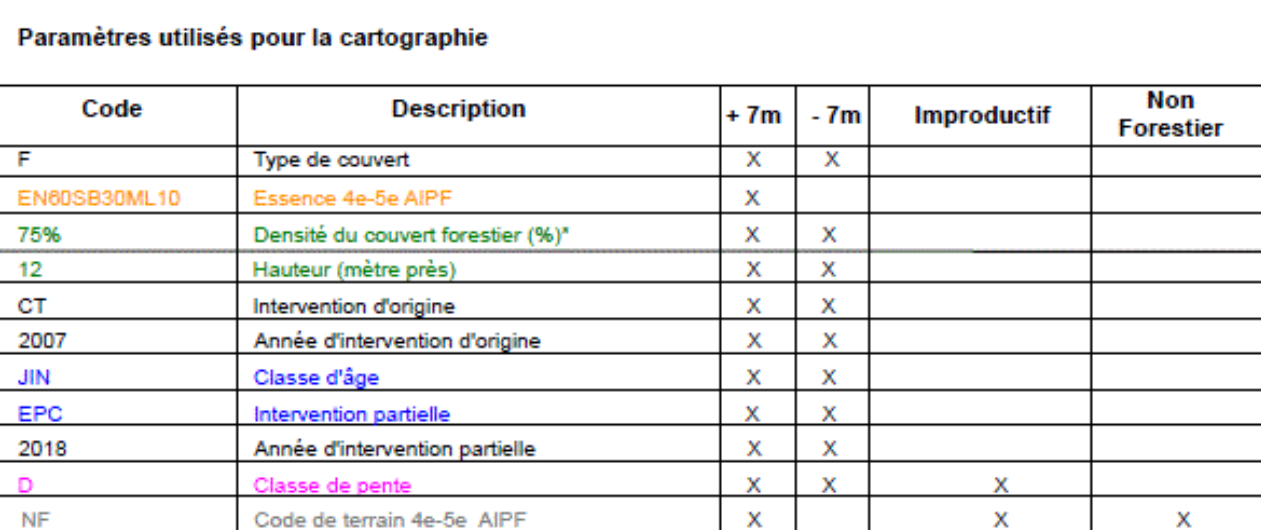 Paramètres utilisés pour la cartographie
Code Description + 7m - 7m Improductif Non Forestier
F Type de couvert X X
EN60SB30ML10 Essence 4e-5e AIPF X
75% Densité du couvert forestier (%)* X X
12 Hauteur (mètre près) X X
CT Intervention d'origine X X
2007 Année d'intervention d'origine X X
JIN Classe d'âge X X
EPC Intervention partielle X X
2018 Année d'intervention partielle X X
D Classe de pente X X X
NF Code de terrain 4e-5e AIPF X X X